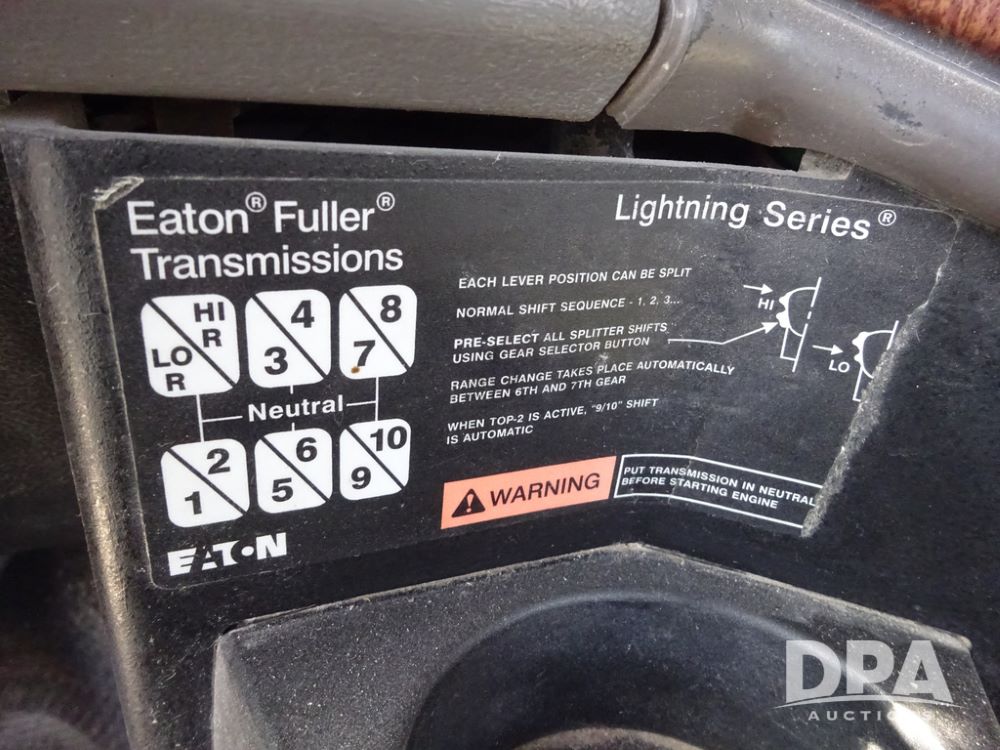 Eaton® Fuller®
Transmissions
Lightning Series®
HI R
LO R
4
3
8
7
Neutral
2
1
6
5
10
9
EACH LEVER POSITION CAN BE SPLIT
NORMAL SHIFT SEQUENCE - 1, 2, 3...
PRE-SELECT ALL SPLITTER SHIFTS
USING GEAR SELECTOR BUTTON
RANGE CHANGE TAKES PLACE AUTOMATICALLY
BETWEEN 6TH AND 7TH GEAR
WHEN TOP-2 IS ACTIVE, "9/10" SHIFT
IS AUTOMATIC
HI
LO
WARNING
PUT TRANSMISSION IN NEUTRAL
BEFORE STARTING ENGINE
EATON
DPA
AUCTIONS